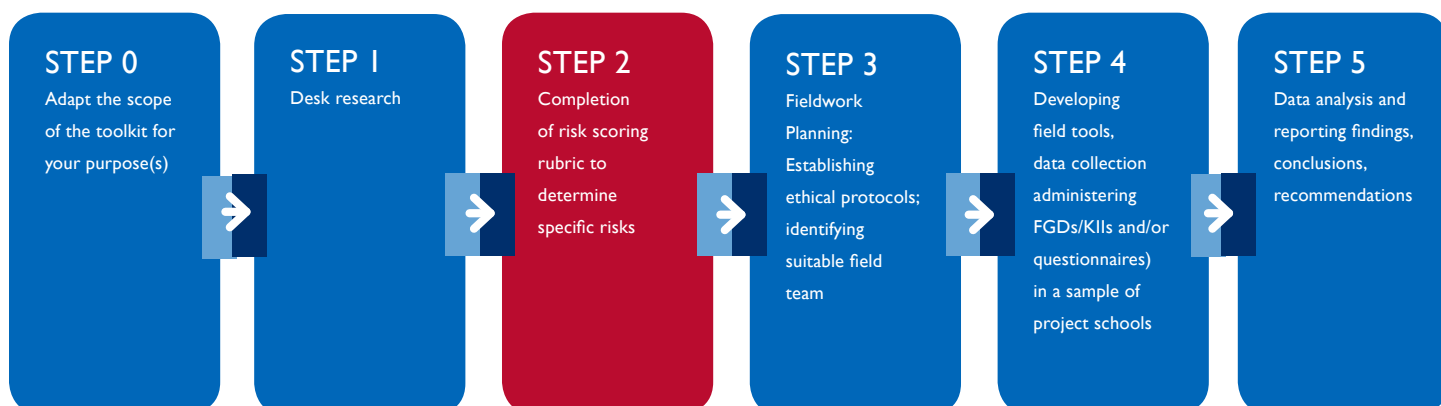 STEP 0
Adapt the scope
of the toolkit for
your purpose(s)
STEP 1
Desk research
STEP 2
Completion
of risk scoring
rubric to
determine
specific risks
STEP 3
Fieldwork
Planning:
Establishing
ethical protocols;
identifying
suitable field
team
STEP 4
Developing
field tools,
data collection
administering
FGDs/KIIs and/or
questionnaires)
in a sample of
project schools
STEP 5
Data analysis and
reporting findings,
conclusions,
recommendations